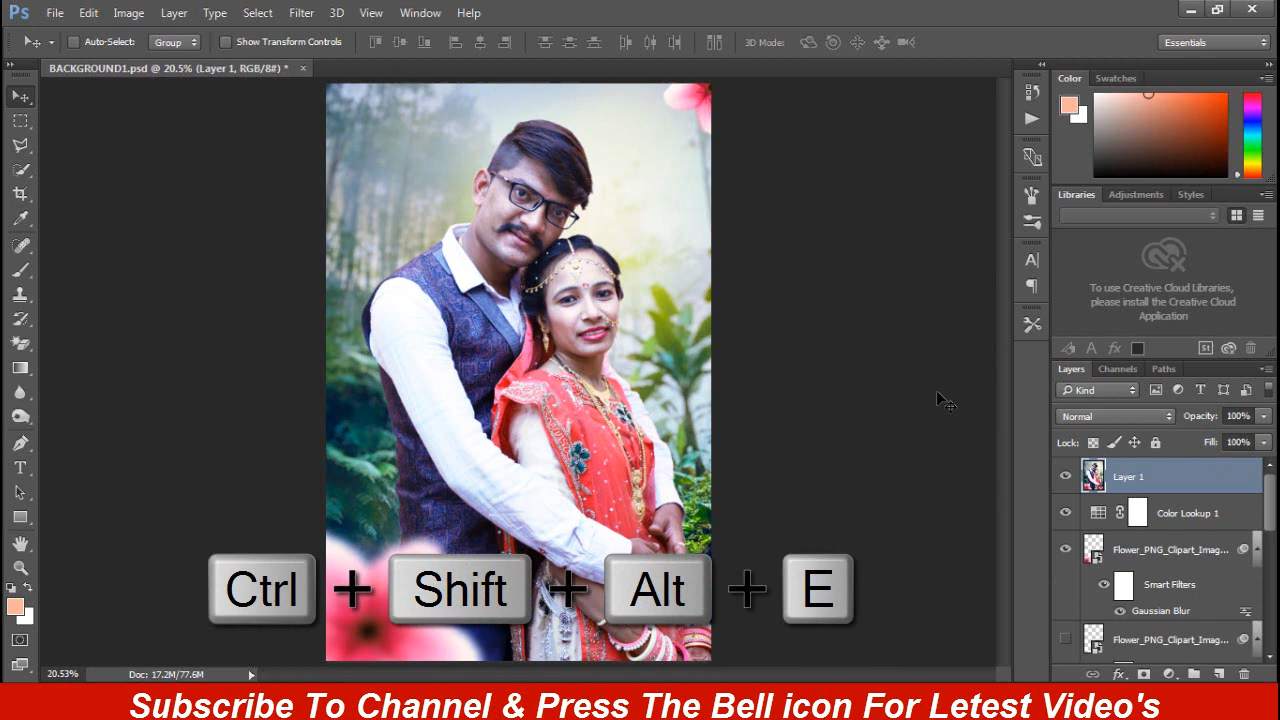 Ps File Edit Image Layer Type Select Filter 3D View Window Help
Auto-Select: Group Show Transform Controls 3D Mode: Essentials
BACKGROUND1.psd @ 20.5% (Layer 1, RGB/8#) * ×
Color Swatches
Libraries Adjustments Styles
To use Creative Cloud Libraries,
please install the Creative Cloud
Application
Layers Channels Paths
Kind
Normal Opacity: 100%
Lock: Fill: 100%
Layer 1
Color Lookup 1
Flower_PNG_Clipart_Imag...
Smart Filters
Gaussian Blur
Flower_PNG_Clipart_Imag...
Ctrl + Shift + Alt + E
20.53% Doc: 17.2M/77.6M
Subscribe To Channel & Press The Bell icon For Letest Video's